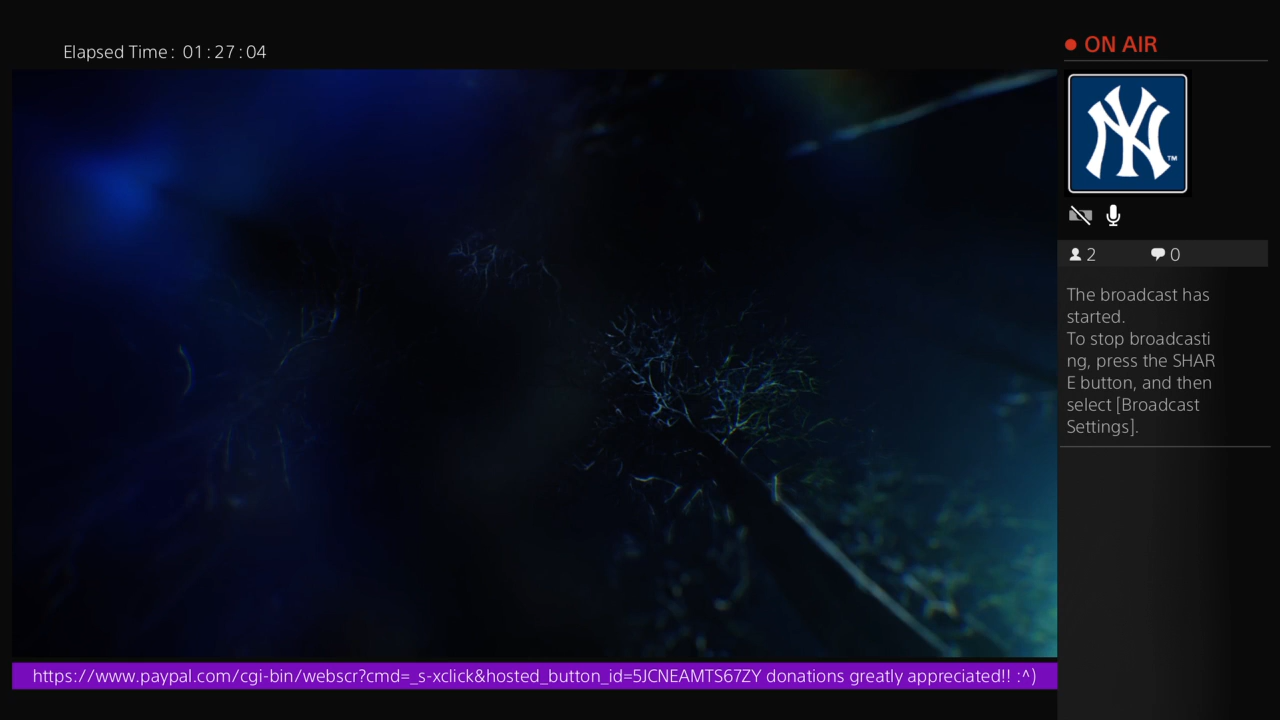 Elapsed Time: 01:27:04
ON AIR
NY
TM
2
0
The broadcast has
started.
To stop broadcasti
ng, press the SHAR
E button, and then
select [Broadcast
Settings].
https://www.paypal.com/cgi-bin/webscr?cmd=_s-xclick&hosted_button_id=5JCNEAMTS67ZY donations greatly appreciated!! :^)